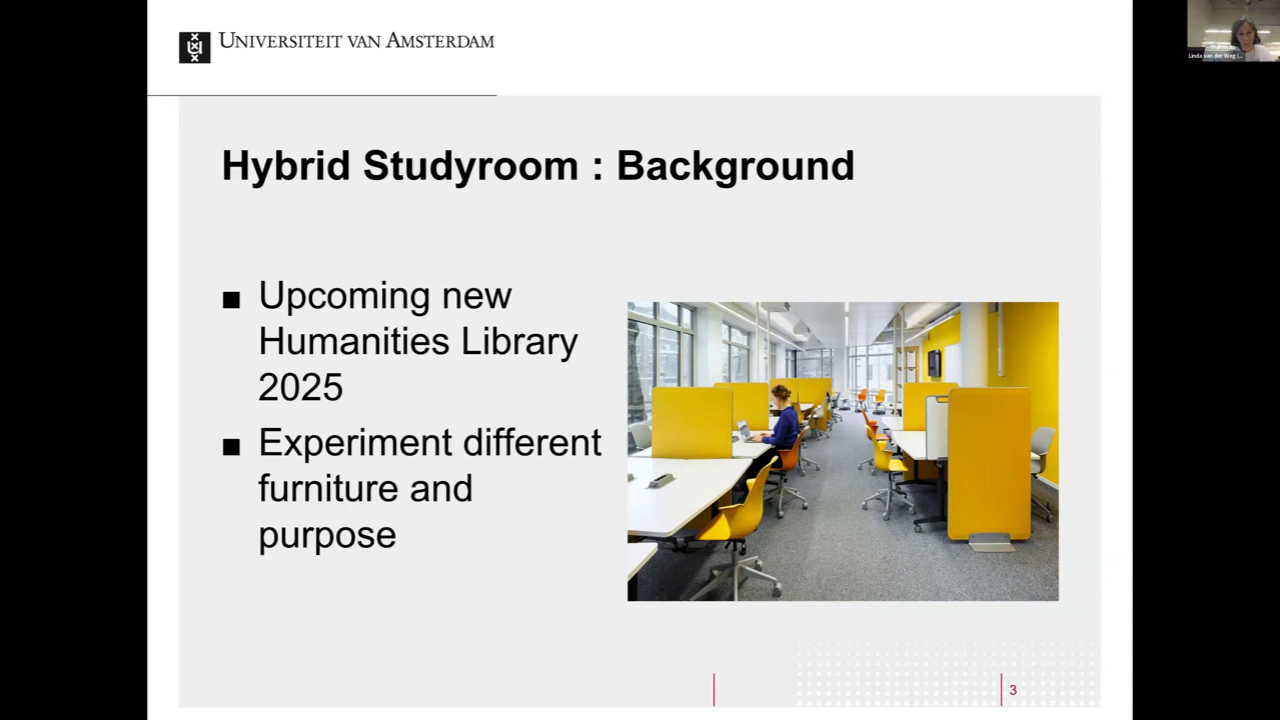 UNIVERSITEIT VAN AMSTERDAM
Linda van der Weg (...
Hybrid Studyroom : Background
Upcoming new
Humanities Library
2025
Experiment different
furniture and
purpose
3